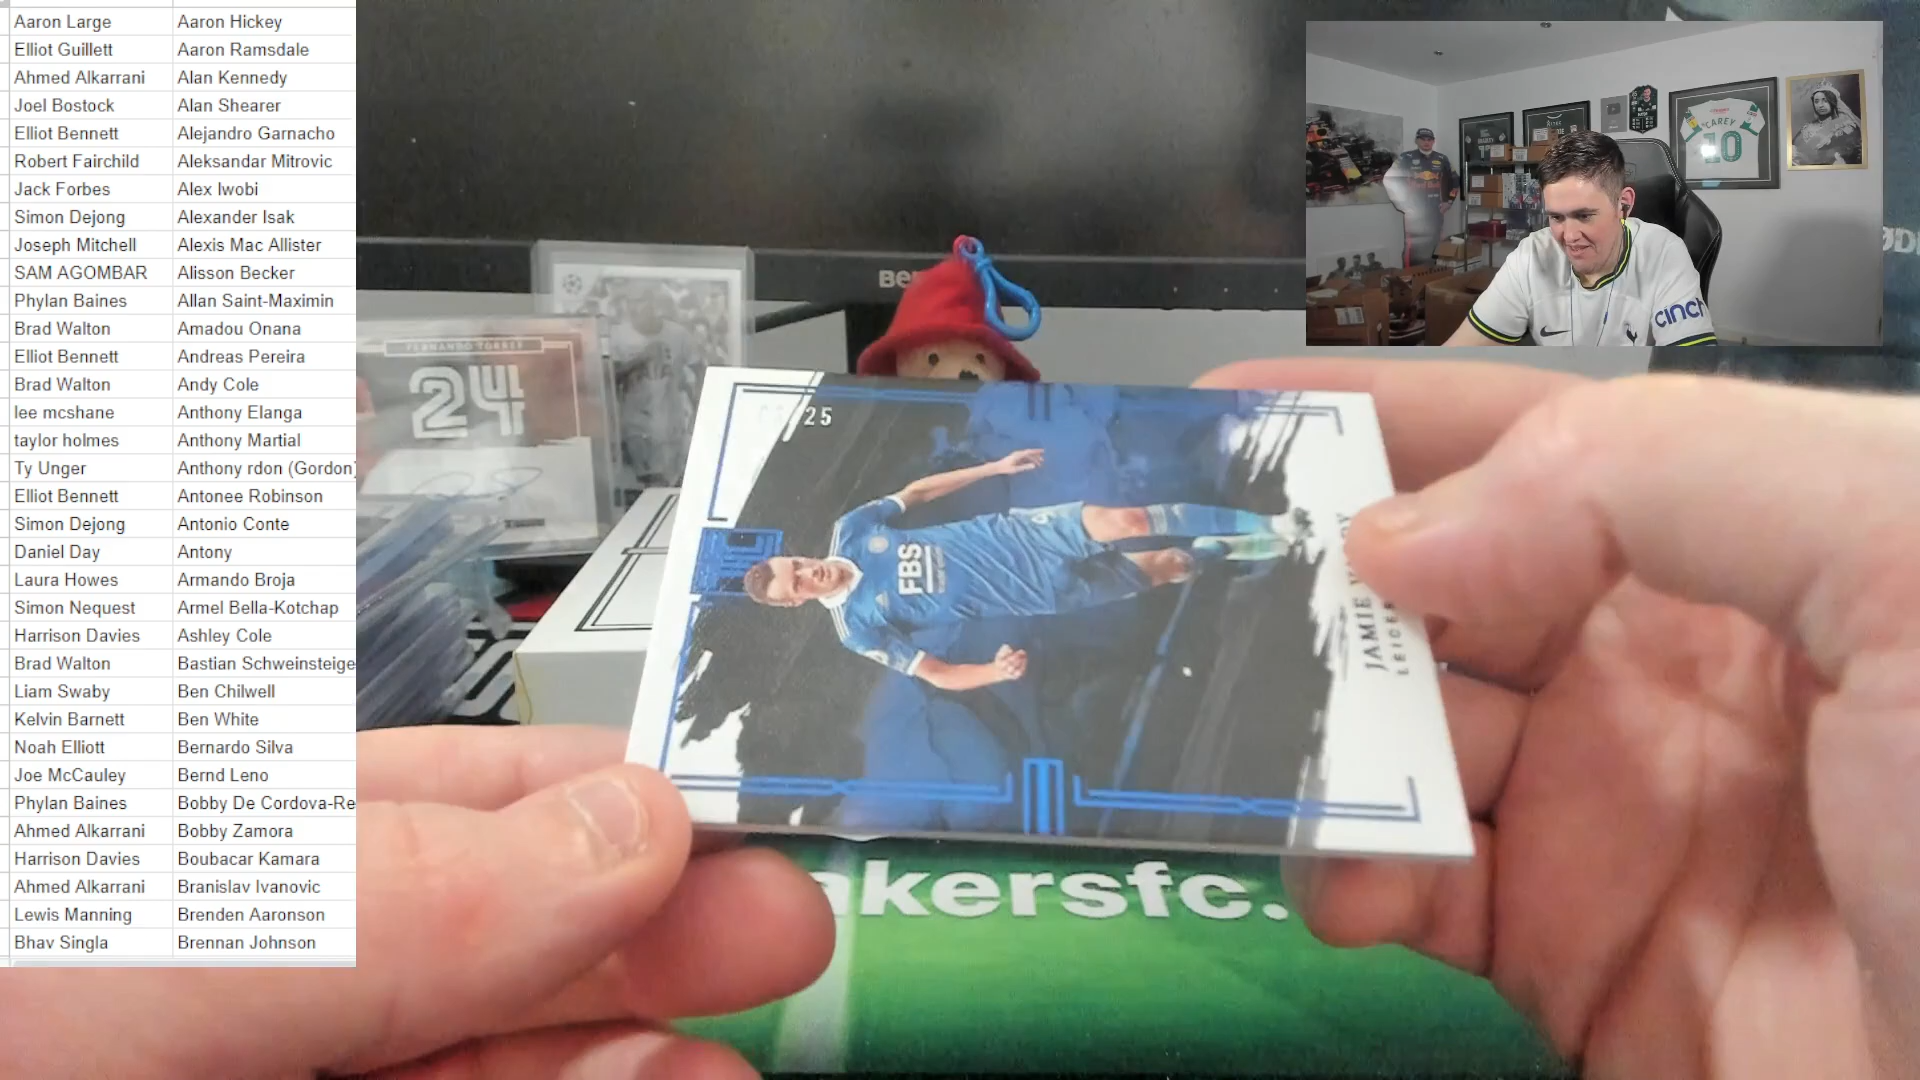 Aaron Large Aaron Hickey
Elliot Guillett Aaron Ramsdale
Ahmed Alkarrani Alan Kennedy
Joel Bostock Alan Shearer
Elliot Bennett Alejandro Garnacho
Robert Fairchild Aleksandar Mitrovic
Jack Forbes Alex Iwobi
Simon Dejong Alexander Isak
Joseph Mitchell Alexis Mac Allister
SAM AGOMBAR Alisson Becker
Phylan Baines Allan Saint-Maximin
Brad Walton Amadou Onana
Elliot Bennett Andreas Pereira
Brad Walton Andy Cole
lee mcshane Anthony Elanga
taylor holmes Anthony Martial
Ty Unger Anthony rdon (Gordon)
Elliot Bennett Antonee Robinson
Simon Dejong Antonio Conte
Daniel Day Antony
Laura Howes Armando Broja
Simon Nequest Armel Bella-Kotchap
Harrison Davies Ashley Cole
Brad Walton Bastian Schweinsteige
Liam Swaby Ben Chilwell
Kelvin Barnett Ben White
Noah Elliott Bernardo Silva
Joe McCauley Bernd Leno
Phylan Baines Bobby De Cordova-Re
Ahmed Alkarrani Bobby Zamora
Harrison Davies Boubacar Kamara
Ahmed Alkarrani Branislav Ivanovic
Lewis Manning Brenden Aaronson
Bhav Singla Brennan Johnson
FERNANDO TORRES
24
Be
/25
FBS
JAMIE
LEICE
akersfc.
CAREY
10
cinch